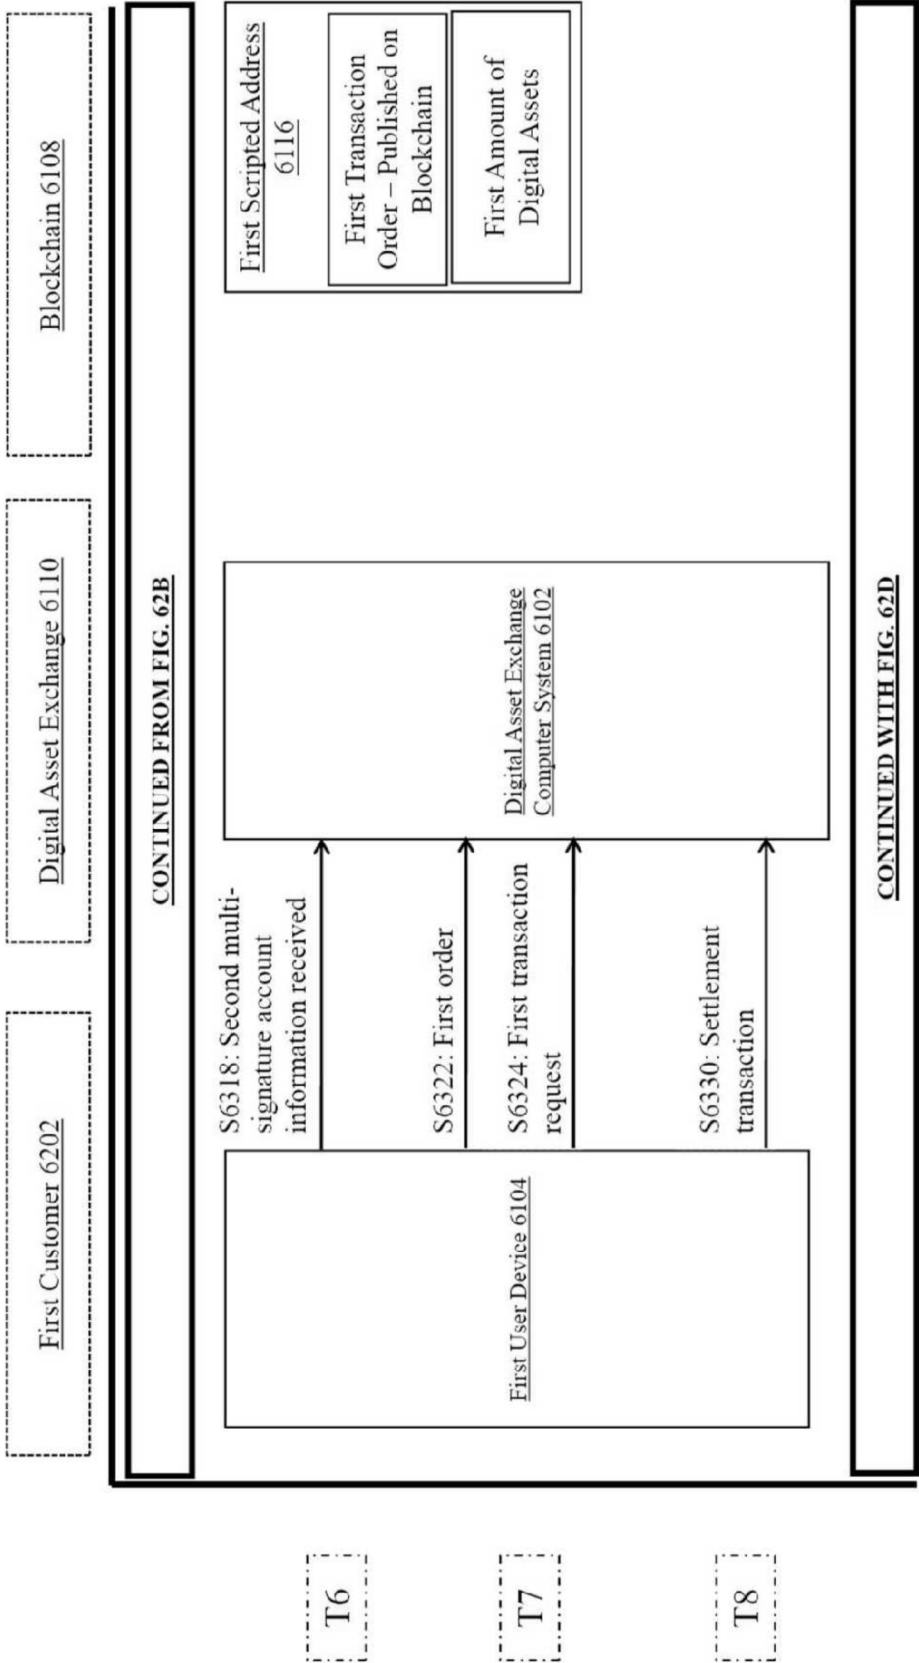 First Customer 6202
Digital Asset Exchange 6110
Blockchain 6108
CONTINUED FROM FIG. 62B
T6
T7
T8
First User Device 6104
S6318: Second multi-
signature account
information received
S6322: First order
S6324: First transaction
request
S6330: Settlement
transaction
Digital Asset Exchange
Computer System 6102
First Scripted Address
6116
First Transaction
Order – Published on
Blockchain
First Amount of
Digital Assets
CONTINUED WITH FIG. 62D